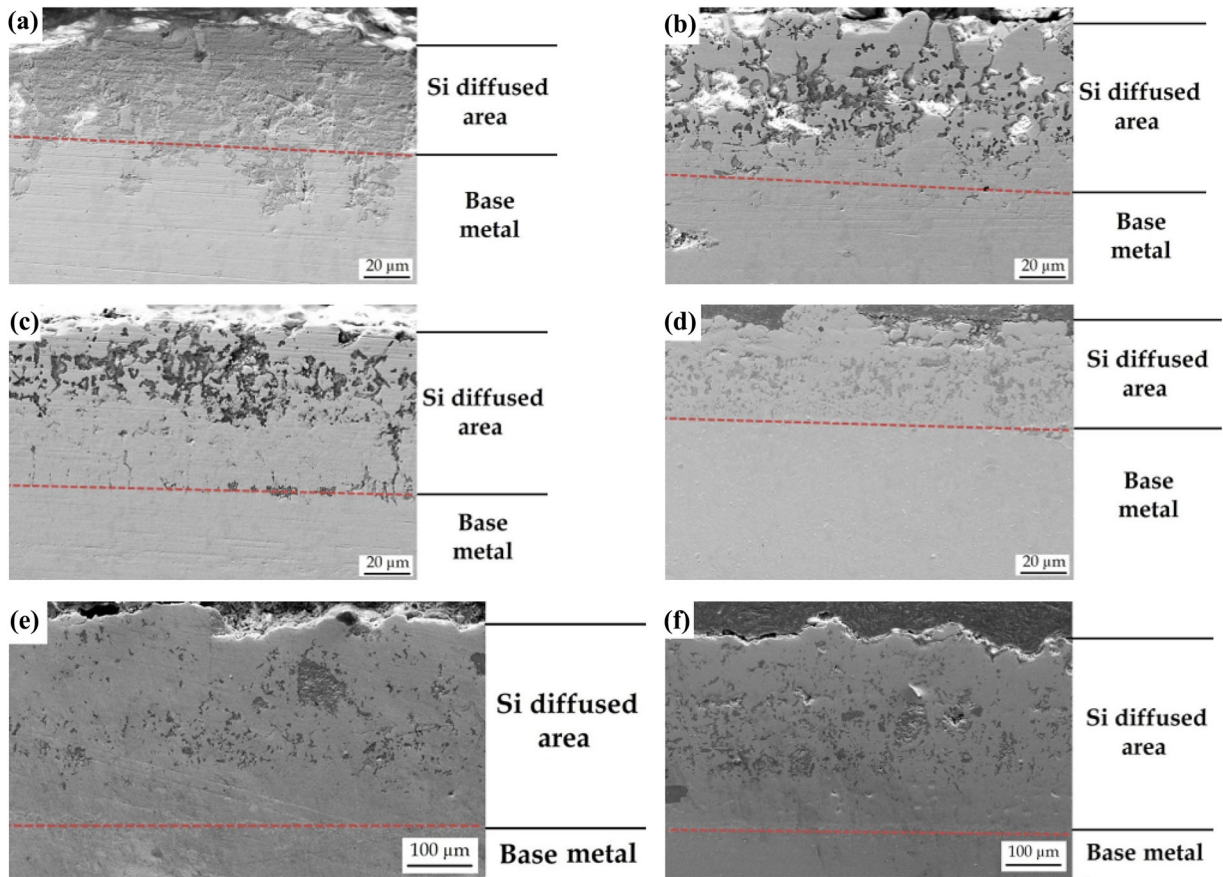 (a)
Si diffused
area
Base
metal
20 µm
(b)
Si diffused
area
Base
metal
20 µm
(c)
Si diffused
area
Base
metal
20 µm
(d)
Si diffused
area
Base
metal
20 µm
(e)
Si diffused
area
100 µm
Base metal
(f)
Si diffused
area
100 µm
Base metal